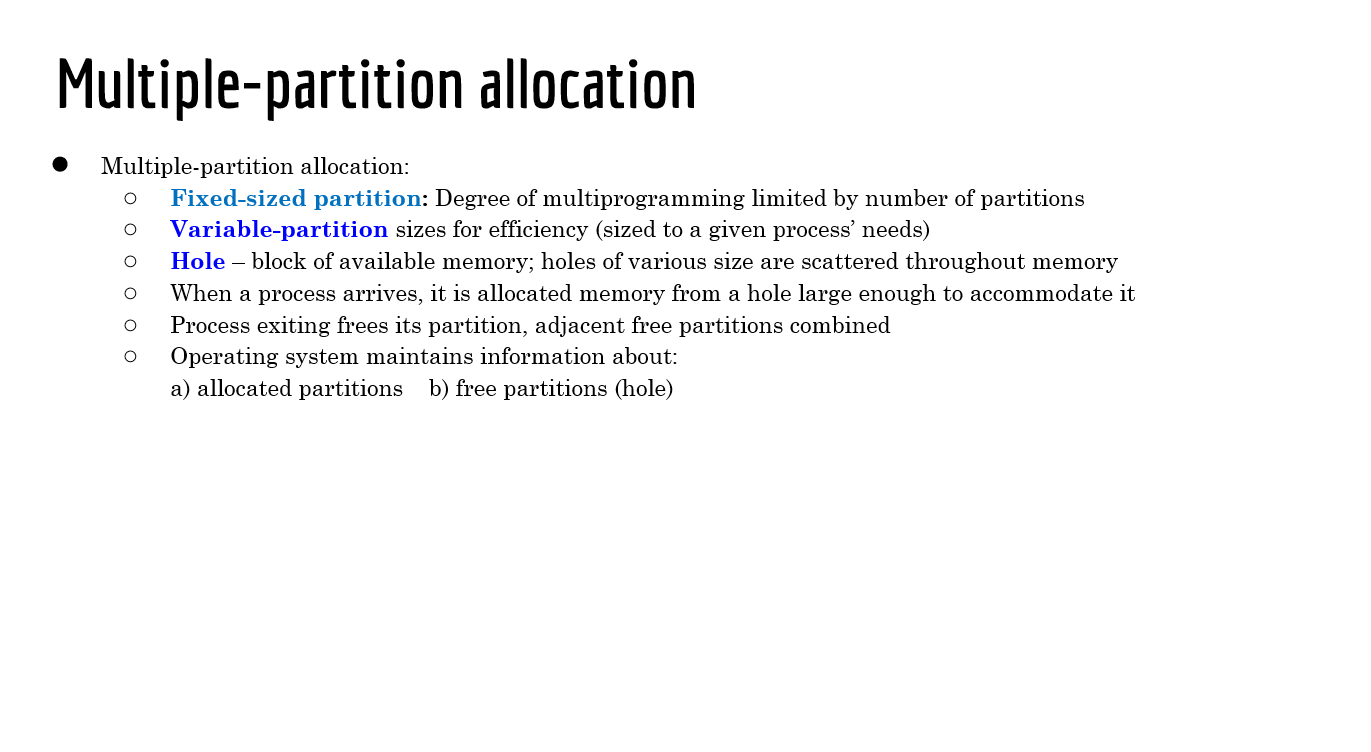 Multiple-partition allocation
● Multiple-partition allocation:
○ Fixed-sized partition: Degree of multiprogramming limited by number of partitions
○ Variable-partition sizes for efficiency (sized to a given process’ needs)
○ Hole – block of available memory; holes of various size are scattered throughout memory
○ When a process arrives, it is allocated memory from a hole large enough to accommodate it
○ Process exiting frees its partition, adjacent free partitions combined
○ Operating system maintains information about:
a) allocated partitions b) free partitions (hole)